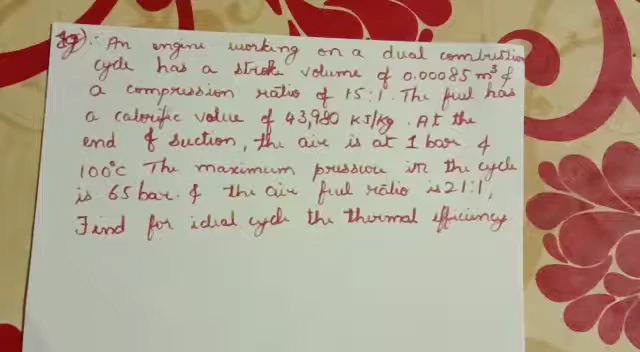 An engine working on a dual combustion
cycle has a stroke volume of 0.00085 m³ &
a compression ratio of 15:1. The fuel has
a calorific value of 43,980 KJ/kg. At the
end of suction, the air is at 1 bar &
100°C The maximum pressure in the cycle
is 65 bar. & the air fuel ratio is 21:1,
Find for ideal cycle the thermal efficiency